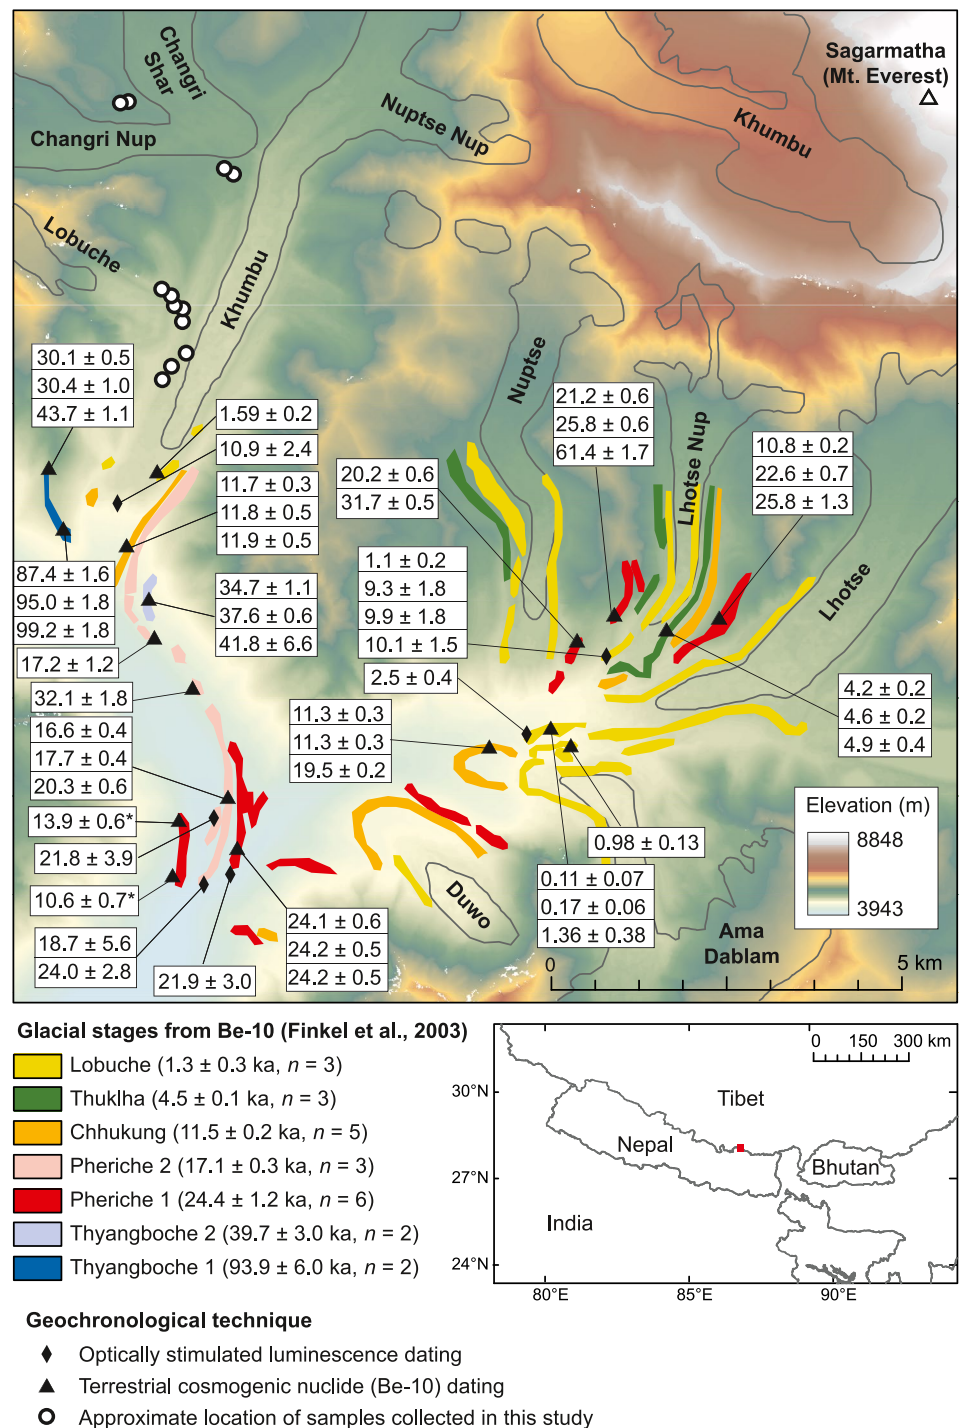 Sagarmatha
(Mt. Everest)
Changri
Shar
Changri Nup
Nuptse Nup
Khumbu
Lobuche
Khumbu
Nuptse
Lhotse Nup
Lhotse
30.1 ± 0.5
30.4 ± 1.0
43.7 ± 1.1
1.59 ± 0.2
10.9 ± 2.4
11.7 ± 0.3
11.8 ± 0.5
11.9 ± 0.5
21.2 ± 0.6
25.8 ± 0.6
61.4 ± 1.7
10.8 ± 0.2
22.6 ± 0.7
25.8 ± 1.3
20.2 ± 0.6
31.7 ± 0.5
87.4 ± 1.6
95.0 ± 1.8
99.2 ± 1.8
34.7 ± 1.1
37.6 ± 0.6
41.8 ± 6.6
1.1 ± 0.2
9.3 ± 1.8
9.9 ± 1.8
10.1 ± 1.5
17.2 ± 1.2
2.5 ± 0.4
32.1 ± 1.8
4.2 ± 0.2
4.6 ± 0.2
4.9 ± 0.4
16.6 ± 0.4
17.7 ± 0.4
20.3 ± 0.6
11.3 ± 0.3
11.3 ± 0.3
19.5 ± 0.2
13.9 ± 0.6*
21.8 ± 3.9
10.6 ± 0.7*
0.98 ± 0.13
0.11 ± 0.07
0.17 ± 0.06
1.36 ± 0.38
18.7 ± 5.6
24.0 ± 2.8
21.9 ± 3.0
24.1 ± 0.6
24.2 ± 0.5
24.2 ± 0.5
Duwo
Ama
Dablam
Elevation (m)
8848
3943
0 5 km
Glacial stages from Be-10 (Finkel et al., 2003)
Lobuche (1.3 ± 0.3 ka, n = 3)
Thuklha (4.5 ± 0.1 ka, n = 3)
Chhukung (11.5 ± 0.2 ka, n = 5)
Pheriche 2 (17.1 ± 0.3 ka, n = 3)
Pheriche 1 (24.4 ± 1.2 ka, n = 6)
Thyangboche 2 (39.7 ± 3.0 ka, n = 2)
Thyangboche 1 (93.9 ± 6.0 ka, n = 2)
0 150 300 km
30°N
27°N
24°N
Tibet
Nepal
Bhutan
India
80°E 85°E 90°E
Geochronological technique
Optically stimulated luminescence dating
Terrestrial cosmogenic nuclide (Be-10) dating
Approximate location of samples collected in this study